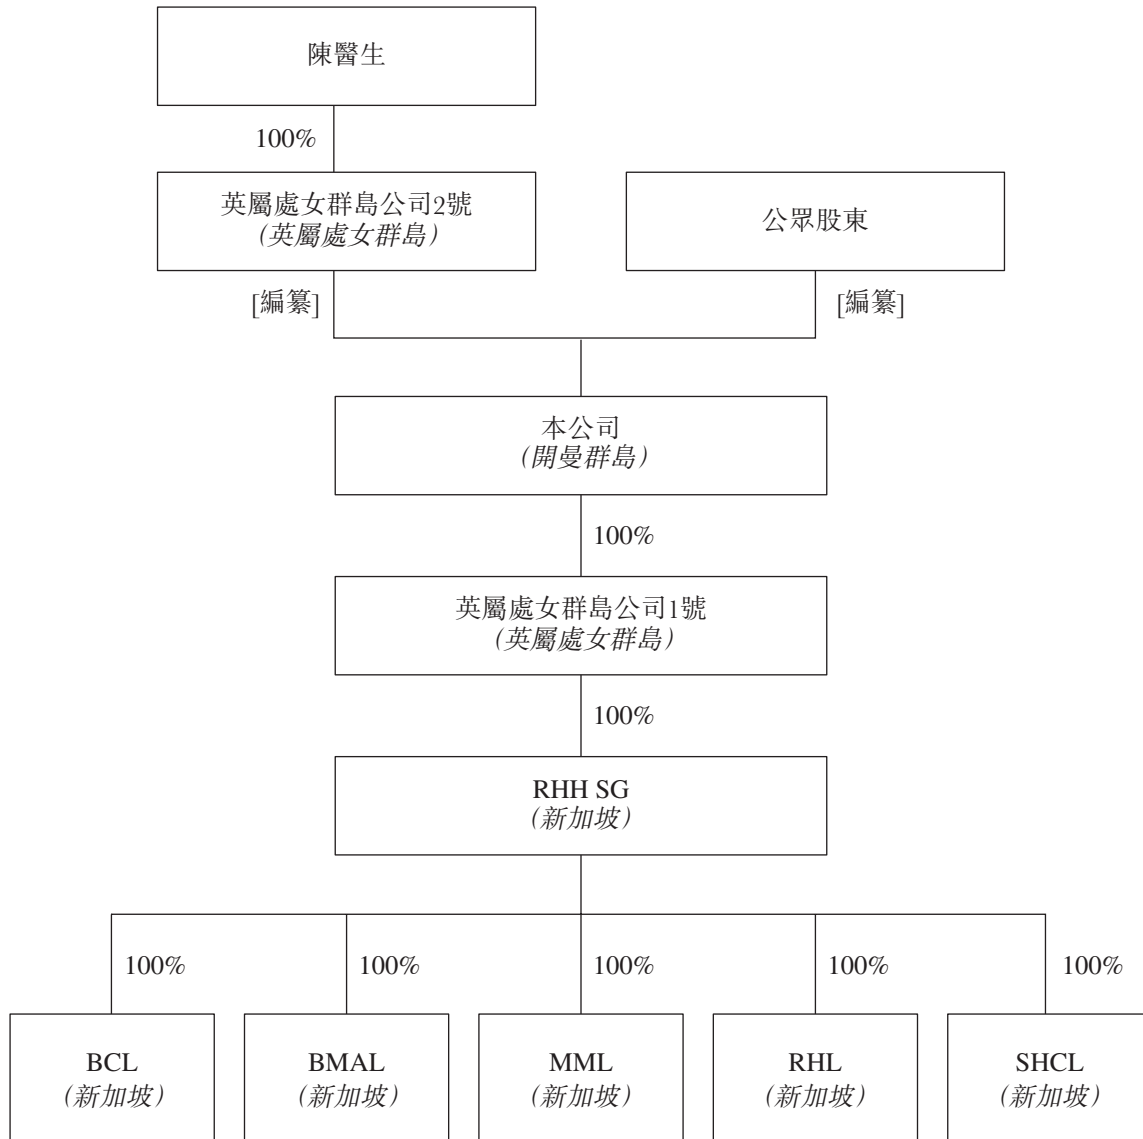 陳醫生
100%
英屬處女群島公司2號
(英屬處女群島)
公眾股東
[編纂]
[編纂]
本公司
(開曼群島)
100%
英屬處女群島公司1號
(英屬處女群島)
100%
RHH SG
(新加坡)
100%
100%
100%
100%
100%
BCL
(新加坡)
BMAL
(新加坡)
MML
(新加坡)
RHL
(新加坡)
SHCL
(新加坡)